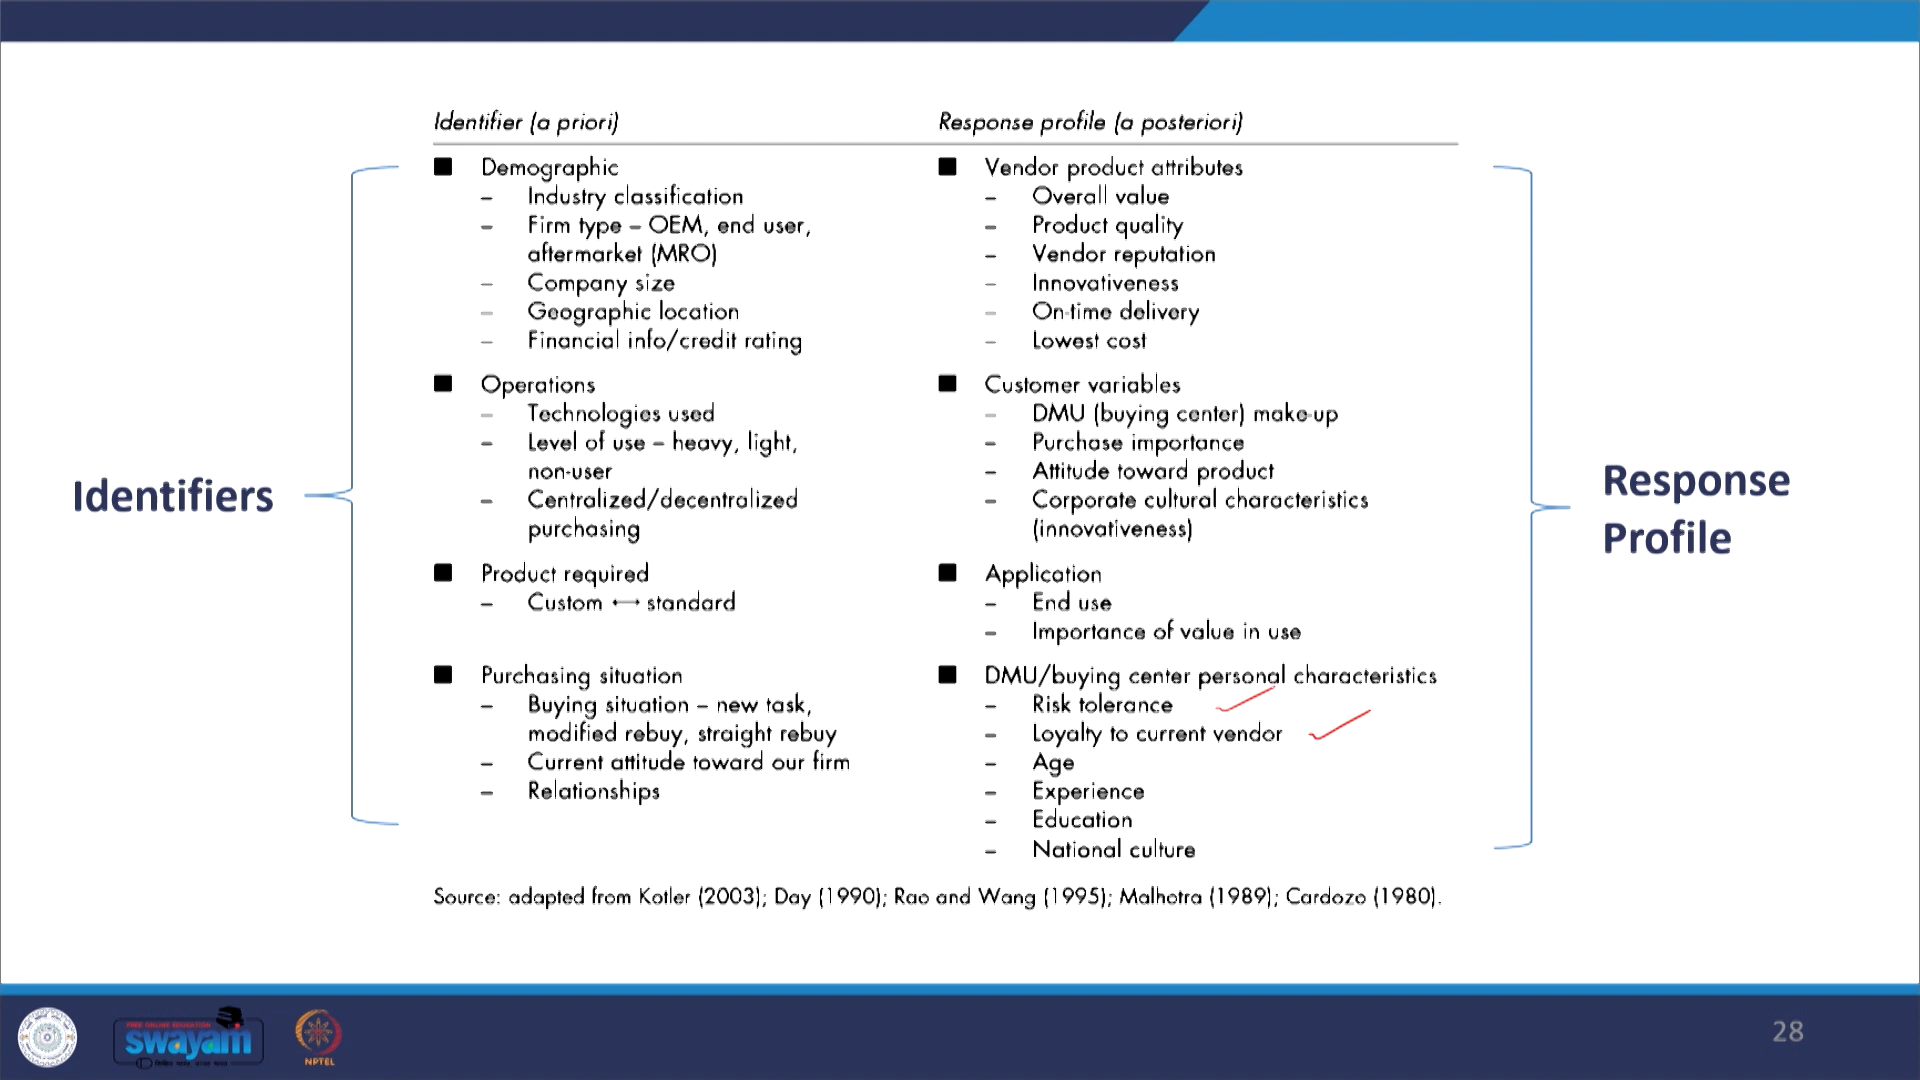 Identifier (a priori)
Response profile (a posteriori)
Identifiers
■ Demographic
– Industry classification
– Firm type – OEM, end user,
aftermarket (MRO)
– Company size
– Geographic location
– Financial info/credit rating
■ Operations
– Technologies used
– Level of use – heavy, light,
non-user
– Centralized/decentralized
purchasing
■ Product required
– Custom ↔ standard
■ Purchasing situation
– Buying situation – new task,
modified rebuy, straight rebuy
– Current attitude toward our firm
– Relationships
■ Vendor product attributes
– Overall value
– Product quality
– Vendor reputation
– Innovativeness
– On-time delivery
– Lowest cost
■ Customer variables
– DMU (buying center) make-up
– Purchase importance
– Attitude toward product
– Corporate cultural characteristics
(innovativeness)
■ Application
– End use
– Importance of value in use
■ DMU/buying center personal characteristics
– Risk tolerance
– Loyalty to current vendor
– Age
– Experience
– Education
– National culture
Response
Profile
Source: adapted from Kotler (2003); Day (1990); Rao and Wang (1995); Malhotra (1989); Cardozo (1980).
FREE ONLINE EDUCATION
swayam
NPTEL
28